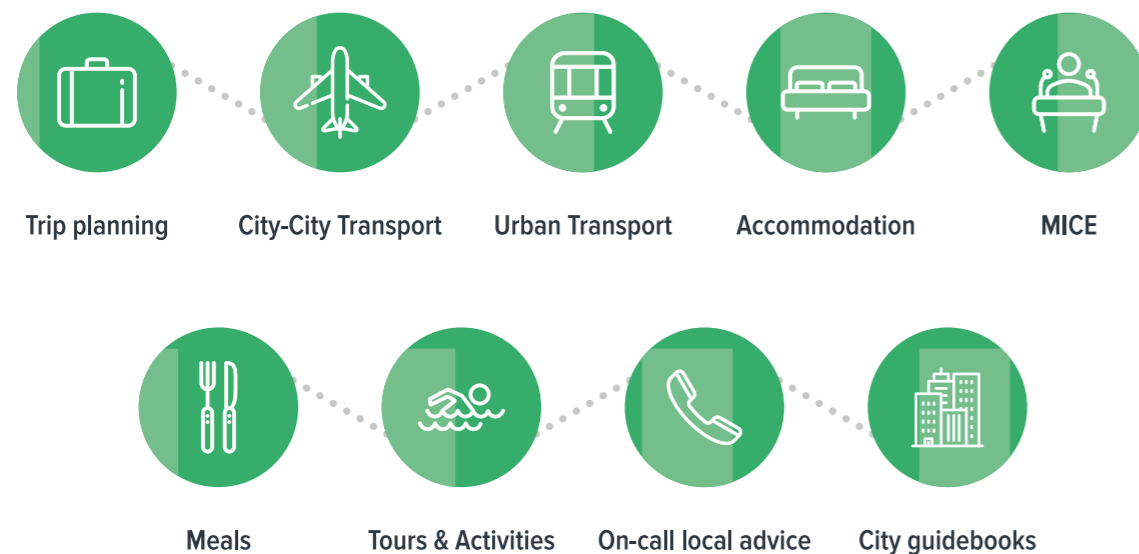 Trip planning
City-City Transport
Urban Transport
Accommodation
MICE
Meals
Tours & Activities
On-call local advice
City guidebooks